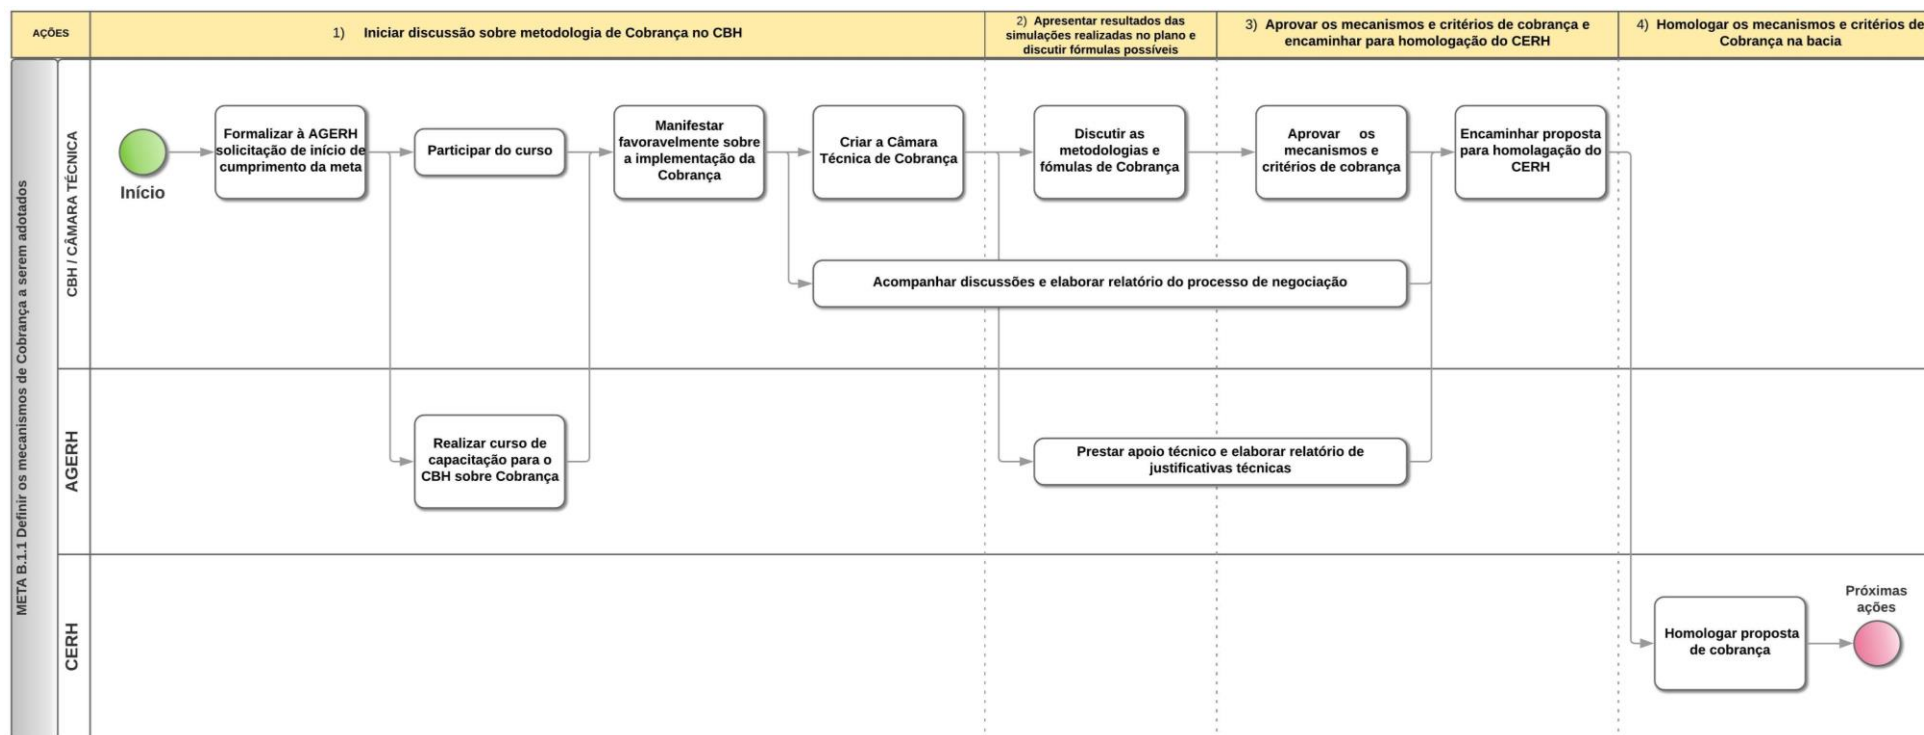 AÇÕES
1) Iniciar discussão sobre metodologia de Cobrança no CBH
2) Apresentar resultados das
simulações realizadas no plano e
discutir fórmulas possíveis
3) Aprovar os mecanismos e critérios de cobrança e
encaminhar para homologação do CERH
4) Homologar os mecanismos e critérios de
Cobrança na bacia
META B.1.1 Definir os mecanismos de Cobrança a serem adotados
CBH / CÂMARA TÉCNICA
Início
Formalizar à AGERH
solicitação de início de
cumprimento da meta
Participar do curso
Manifestar
favoravelmente sobre
a implementação da
Cobrança
Criar a Câmara
Técnica de Cobrança
Discutir as
metodologias e
fómulas de Cobrança
Aprovar os
mecanismos e
critérios de cobrança
Encaminhar proposta
para homolagação do
CERH
Acompanhar discussões e elaborar relatório do processo de negociação
AGERH
Realizar curso de
capacitação para o
CBH sobre Cobrança
Prestar apoio técnico e elaborar relatório de
justificativas técnicas
CERH
Homologar proposta
de cobrança
Próximas
ações